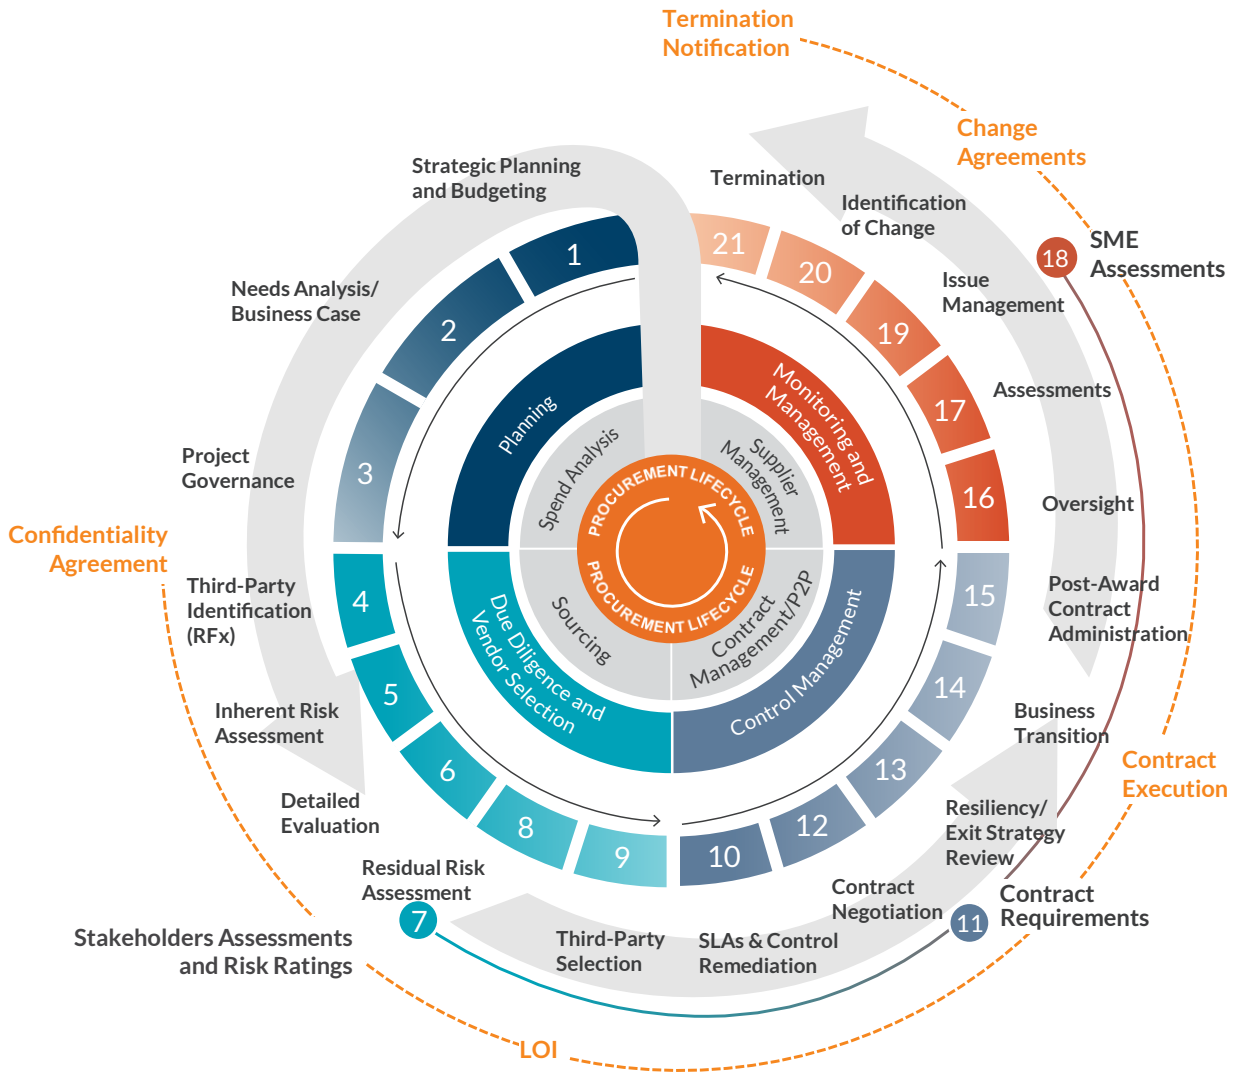 Termination
Notification
Change
Agreements
Strategic Planning
and Budgeting
Termination
Identification
of Change
18
SME
Assessments
21
1
20
Issue
Management
Needs Analysis/
Business Case
2
19
Assessments
17
Monitoring and
Management
Planning
Project
Governance
3
Spend Analysis
Supplier
Management
16
Oversight
PROCUREMENT LIFECYCLE
PROCUREMENT LIFECYCLE
Confidentiality
Agreement
Third-Party
Identification
(RFx)
4
Due Diligence and
Vendor Selection
Sourcing
Contract
Management/P2P
Control Management
15
Post-Award
Contract
Administration
5
14
Inherent Risk
Assessment
Business
Transition
6
13
Contract
Execution
Detailed
Evaluation
8
12
Resiliency/
Exit Strategy
Review
9
10
Residual Risk
Assessment
Contract
Negotiation
7
11
Contract
Requirements
Stakeholders Assessments
and Risk Ratings
Third-Party
Selection
SLAs & Control
Remediation
LOI